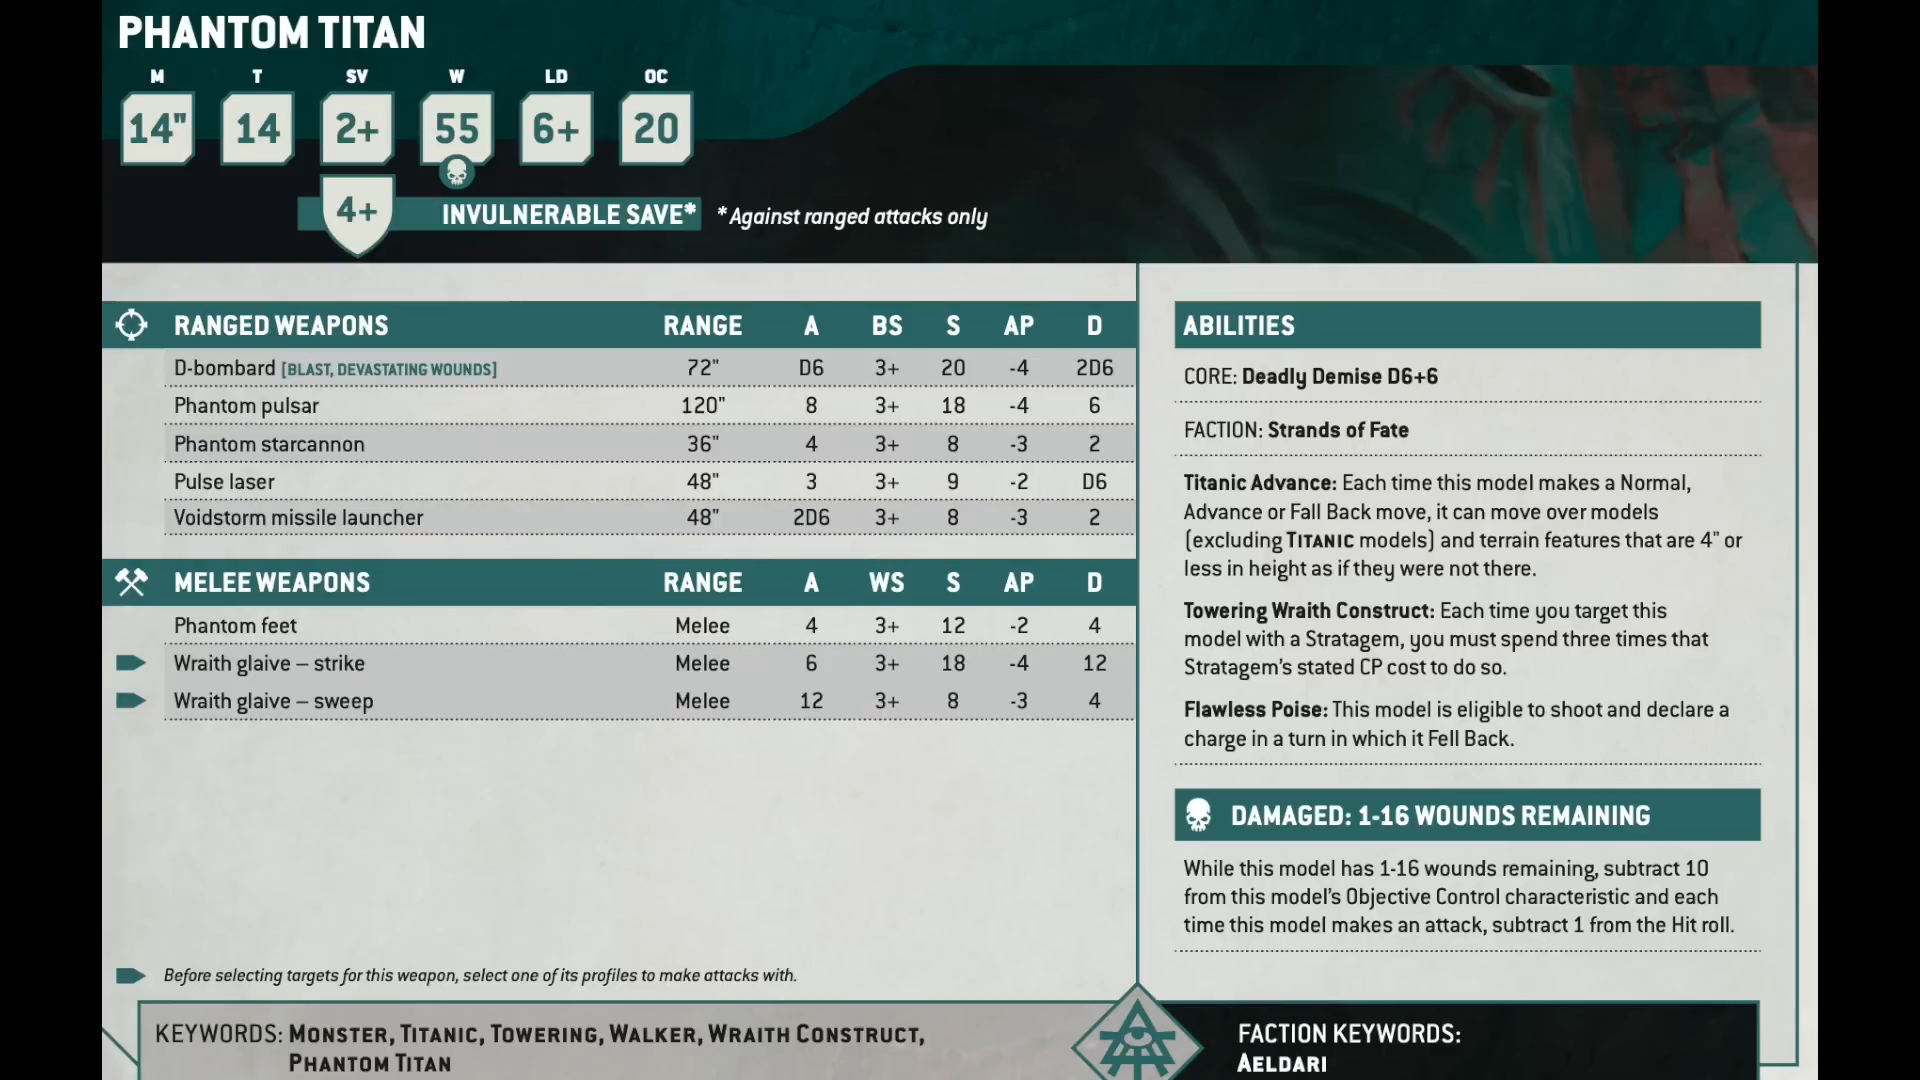 PHANTOM TITAN
M T SV W LD OC
14" 14 2+ 55 6+ 20
4+ INVULNERABLE SAVE* *Against ranged attacks only
RANGED WEAPONS RANGE A BS S AP D
D-bombard [BLAST, DEVASTATING WOUNDS] 72" D6 3+ 20 -4 2D6
Phantom pulsar 120" 8 3+ 18 -4 6
Phantom starcannon 36" 4 3+ 8 -3 2
Pulse laser 48" 3 3+ 9 -2 D6
Voidstorm missile launcher 48" 2D6 3+ 8 -3 2
MELEE WEAPONS RANGE A WS S AP D
Phantom feet Melee 4 3+ 12 -2 4
Wraith glaive – strike Melee 6 3+ 18 -4 12
Wraith glaive – sweep Melee 12 3+ 8 -3 4
Before selecting targets for this weapon, select one of its profiles to make attacks with.
ABILITIES
CORE: Deadly Demise D6+6
FACTION: Strands of Fate
Titanic Advance: Each time this model makes a Normal,
Advance or Fall Back move, it can move over models
(excluding TITANIC models) and terrain features that are 4" or
less in height as if they were not there.
Towering Wraith Construct: Each time you target this
model with a Stratagem, you must spend three times that
Stratagem's stated CP cost to do so.
Flawless Poise: This model is eligible to shoot and declare a
charge in a turn in which it Fell Back.
DAMAGED: 1-16 WOUNDS REMAINING
While this model has 1-16 wounds remaining, subtract 10
from this model's Objective Control characteristic and each
time this model makes an attack, subtract 1 from the Hit roll.
KEYWORDS: MONSTER, TITANIC, TOWERING, WALKER, WRAITH CONSTRUCT,
PHANTOM TITAN
FACTION KEYWORDS:
AELDARI